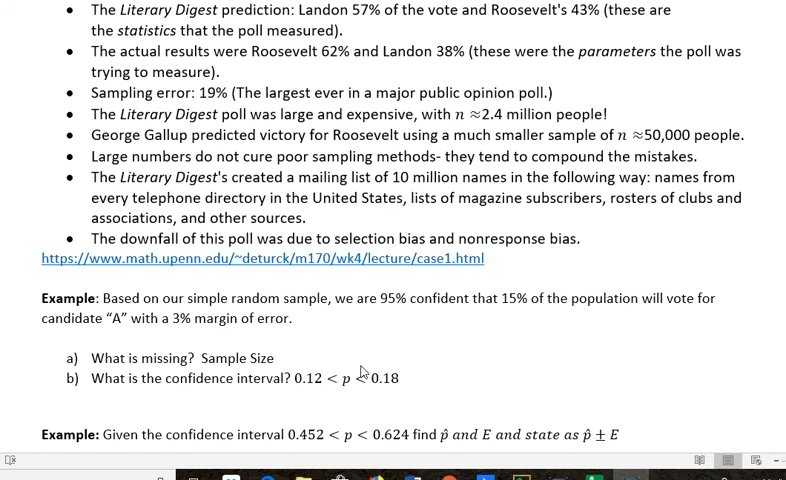 • The Literary Digest prediction: Landon 57% of the vote and Roosevelt's 43% (these are
the statistics that the poll measured).
• The actual results were Roosevelt 62% and Landon 38% (these were the parameters the poll was
trying to measure).
• Sampling error: 19% (The largest ever in a major public opinion poll.)
• The Literary Digest poll was large and expensive, with n ≈2.4 million people!
• George Gallup predicted victory for Roosevelt using a much smaller sample of n ≈50,000 people.
• Large numbers do not cure poor sampling methods- they tend to compound the mistakes.
• The Literary Digest's created a mailing list of 10 million names in the following way: names from
every telephone directory in the United States, lists of magazine subscribers, rosters of clubs and
associations, and other sources.
• The downfall of this poll was due to selection bias and nonresponse bias.
https://www.math.upenn.edu/~deturck/m170/wk4/lecture/case1.html
Example: Based on our simple random sample, we are 95% confident that 15% of the population will vote for
candidate “A” with a 3% margin of error.
a) What is missing? Sample Size
b) What is the confidence interval? 0.12 < p < 0.18
Example: Given the confidence interval 0.452 < p < 0.624 find p̂ and E and state as p̂ ± E